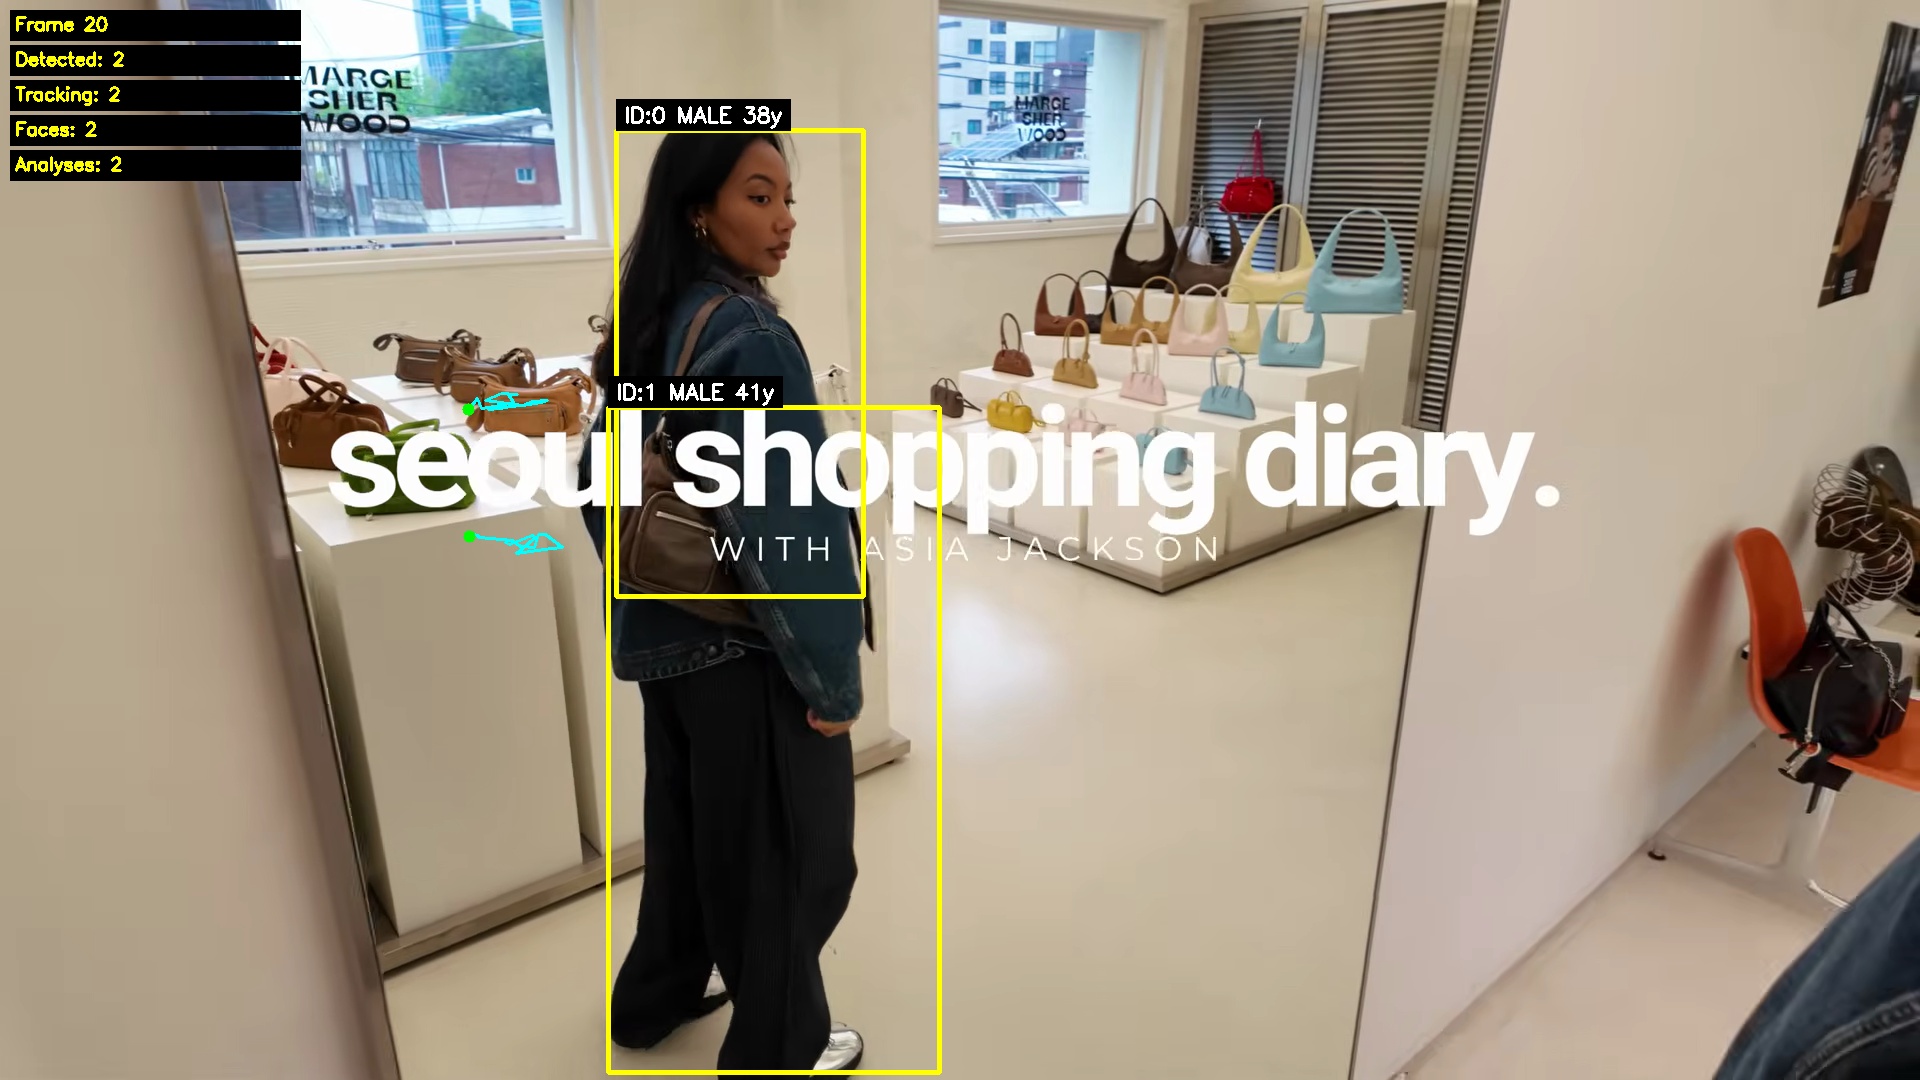 Frame 20
Detected: 2
Tracking: 2
Faces: 2
Analyses: 2
MARGE
SHER
WOOD
MARGE
SHER
WOOD
ID:0 MALE 38y
ID:1 MALE 41y
seoul shopping diary.
WITH ASIA JACKSON